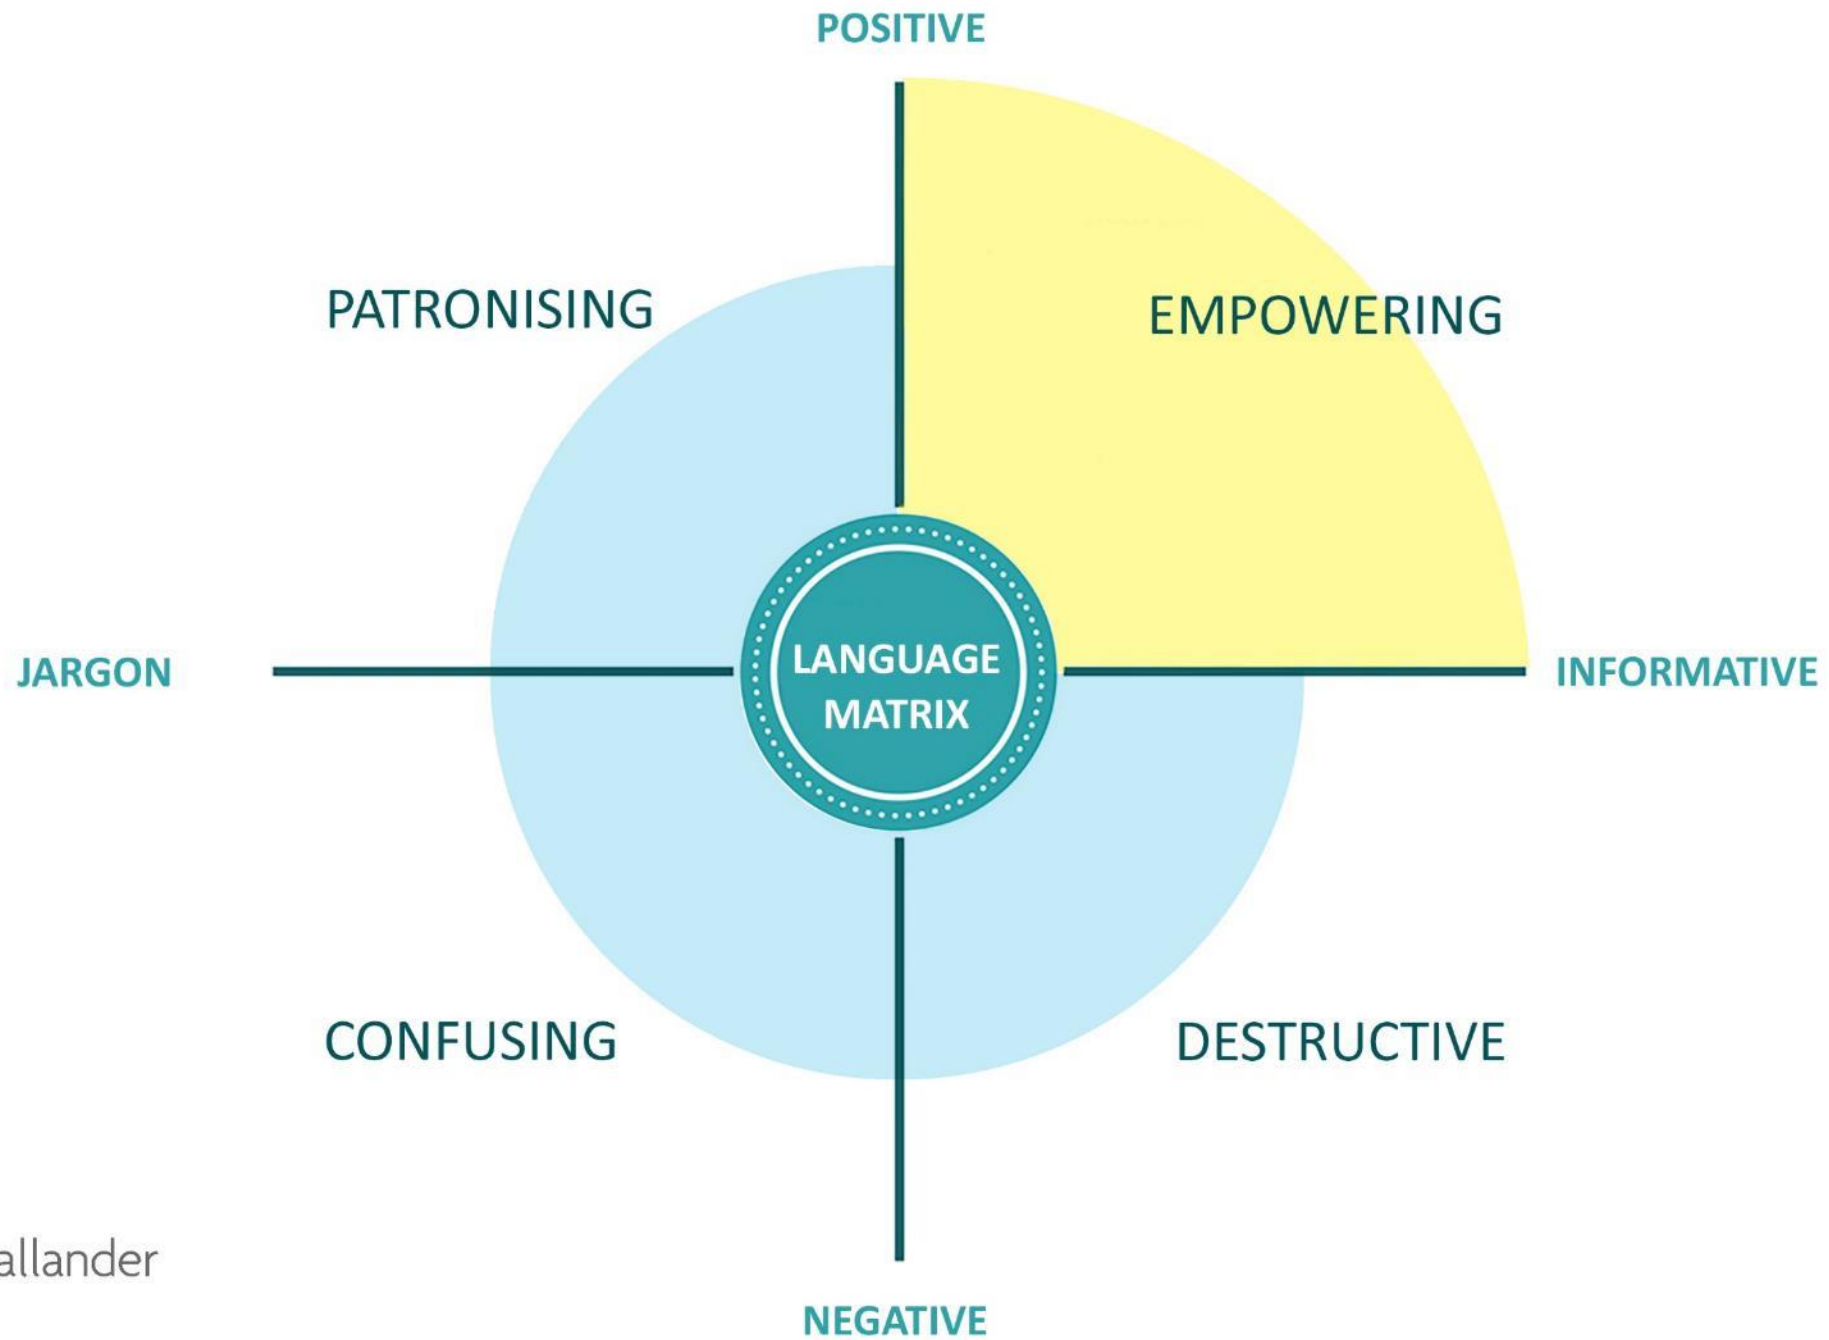 POSITIVE
PATRONISING
EMPOWERING
JARGON
LANGUAGE
MATRIX
INFORMATIVE
CONFUSING
DESTRUCTIVE
allander
NEGATIVE